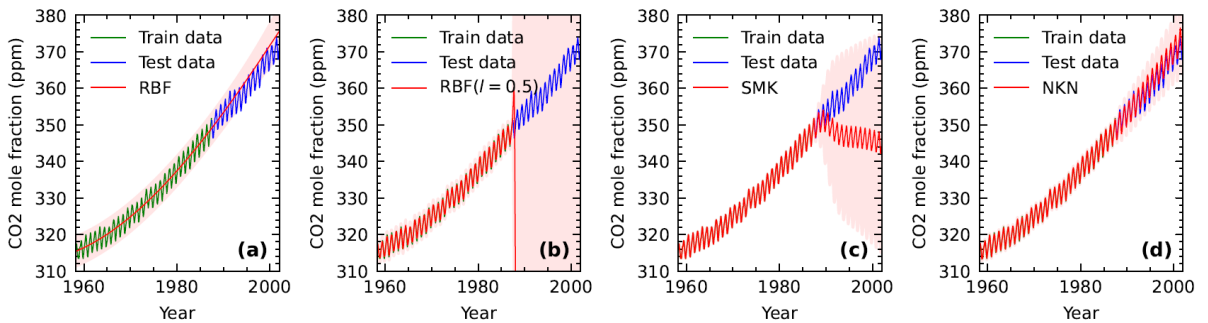 380
370
360
350
340
330
320
310
CO2 mole fraction (ppm)
Train data
Test data
RBF
(a)
1960
1980
2000
Year
380
370
360
350
340
330
320
310
CO2 mole fraction (ppm)
Train data
Test data
RBF(l = 0.5)
(b)
1960
1980
2000
Year
380
370
360
350
340
330
320
310
CO2 mole fraction (ppm)
Train data
Test data
SMK
(c)
1960
1980
2000
Year
380
370
360
350
340
330
320
310
CO2 mole fraction (ppm)
Train data
Test data
NKN
(d)
1960
1980
2000
Year